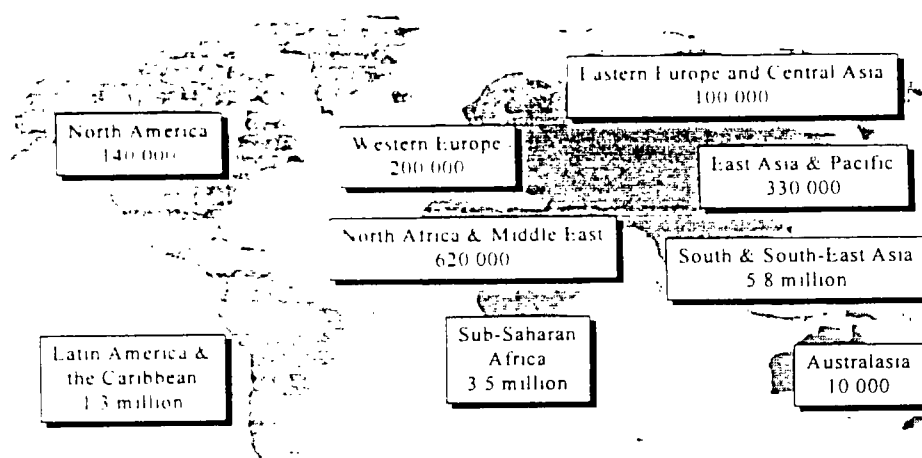 Eastern Europe and Central Asia
100 000
North America
140 000
Western Europe
200 000
East Asia & Pacific
330 000
North Africa & Middle East
620 000
South & South-East Asia
5 8 million
Latin America &
the Caribbean
1 3 million
Sub-Saharan
Africa
3 5 million
Australasia
10 000